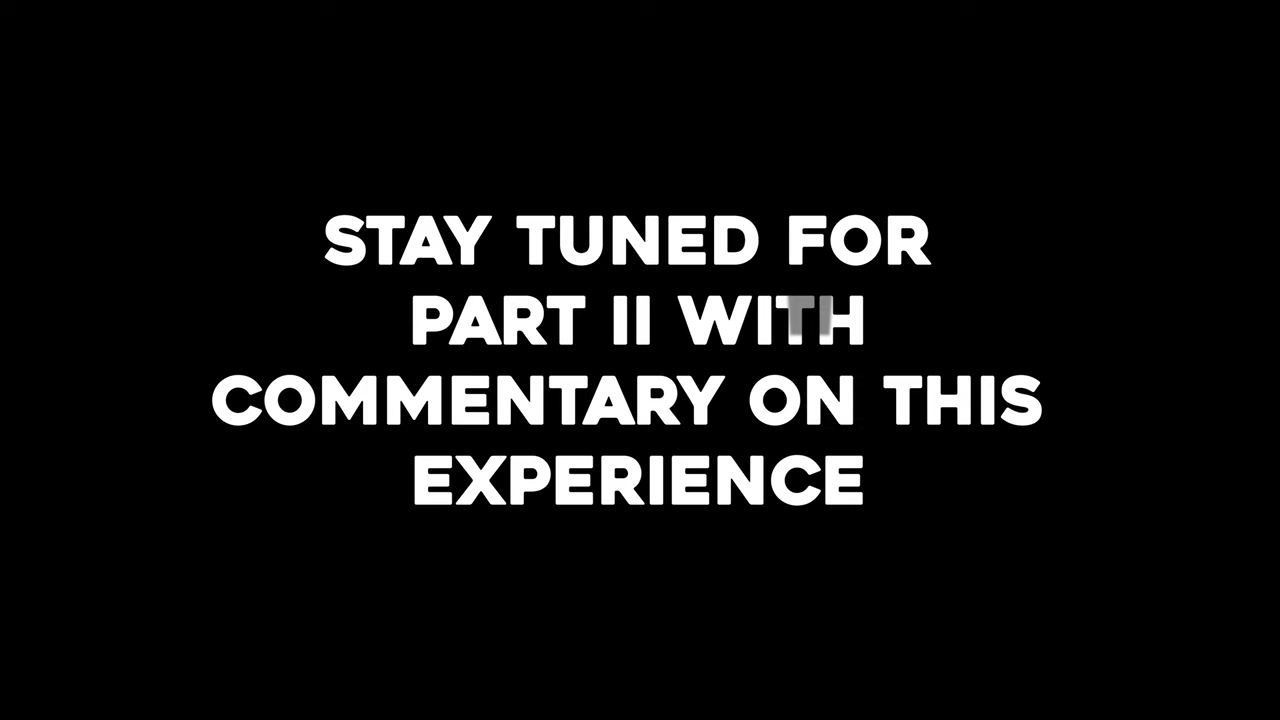 STAY TUNED FOR
PART II WITH
COMMENTARY ON THIS
EXPERIENCE